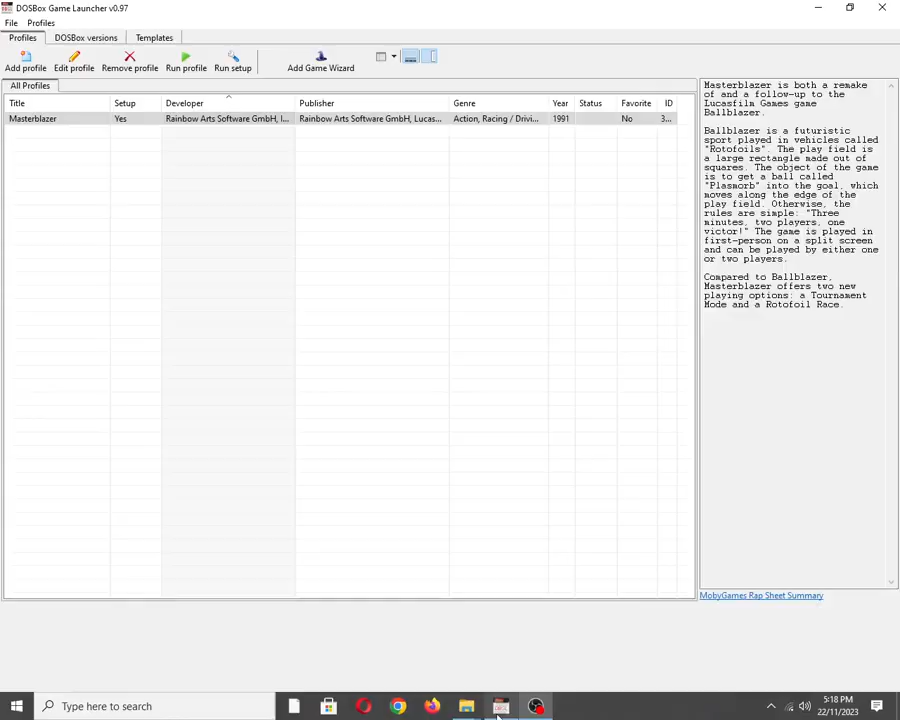 DOSBox Game Launcher v0.97
File Profiles
Profiles DOSBox versions Templates
Add profile Edit profile Remove profile Run profile Run setup Add Game Wizard
All Profiles
Title Setup Developer Publisher Genre Year Status Favorite ID
Masterblazer Yes Rainbow Arts Software GmbH, l... Rainbow Arts Software GmbH, Lucas... Action, Racing / Drivi... 1991 No 3...
Masterblazer is both a remake
of and a follow-up to the
Lucasfilm Games game
Ballblazer.
Ballblazer is a futuristic
sport played in vehicles called
"Rotofoils". The play field is
a large rectangle made out of
squares. The object of the game
is to get a ball called
"Plasmorb" into the goal, which
moves along the edge of the
play field. Otherwise, the
rules are simple: "Three
minutes, two players, one
victor!" The game is played in
first-person on a split screen
and can be played by either one
or two players.
Compared to Ballblazer,
Masterblazer offers two new
playing options: a Tournament
Mode and a Rotofoil Race.
MobyGames Rap Sheet Summary
Type here to search
5:18 PM
22/11/2023